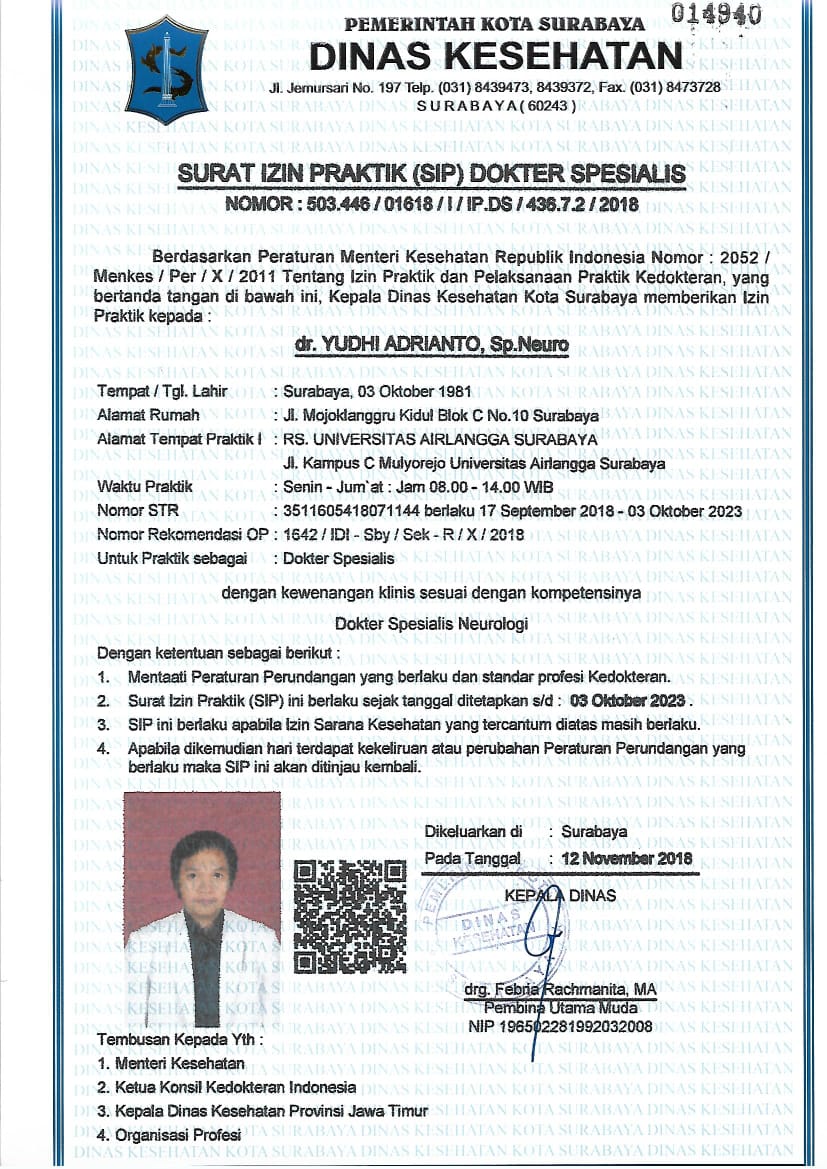 014940
PEMERINTAH KOTA SURABAYA
DINAS KESEHATAN
Jl. Jemursari No. 197 Telp. (031) 8439473, 8439372, Fax. (031) 8473728
SURABAYA ( 60243 )
SURAT IZIN PRAKTIK (SIP) DOKTER SPESIALIS
NOMOR : 503.446 / 01618 / I / IP.DS / 436.7.2 / 2018
Berdasarkan Peraturan Menteri Kesehatan Republik Indonesia Nomor : 2052 /
Menkes / Per / X / 2011 Tentang Izin Praktik dan Pelaksanaan Praktik Kedokteran, yang
bertanda tangan di bawah ini, Kepala Dinas Kesehatan Kota Surabaya memberikan Izin
Praktik kepada :
dr. YUDHI ADRIANTO, Sp.Neuro
Tempat / Tgl. Lahir : Surabaya, 03 Oktober 1981
Alamat Rumah : Jl. Mojoklanggru Kidul Blok C No.10 Surabaya
Alamat Tempat Praktik I : RS. UNIVERSITAS AIRLANGGA SURABAYA
Jl. Kampus C Mulyorejo Universitas Airlangga Surabaya
Waktu Praktik : Senin - Jum`at : Jam 08.00 - 14.00 WIB
Nomor STR : 3511605418071144 berlaku 17 September 2018 - 03 Oktober 2023
Nomor Rekomendasi OP : 1642 / IDI - Sby / Sek - R / X / 2018
Untuk Praktik sebagai : Dokter Spesialis
dengan kewenangan klinis sesuai dengan kompetensinya
Dokter Spesialis Neurologi
Dengan ketentuan sebagai berikut :
1. Mentaati Peraturan Perundangan yang berlaku dan standar profesi Kedokteran.
2. Surat Izin Praktik (SIP) ini berlaku sejak tanggal ditetapkan s/d : 03 Oktober 2023 .
3. SIP ini berlaku apabila Izin Sarana Kesehatan yang tercantum diatas masih berlaku.
4. Apabila dikemudian hari terdapat kekeliruan atau perubahan Peraturan Perundangan yang
berlaku maka SIP ini akan ditinjau kembali.
Dikeluarkan di : Surabaya
Pada Tanggal : 12 November 2018
KEPALA DINAS
DINAS
KESEHATAN
drg. Febria Rachmanita, MA
Pembina Utama Muda
NIP 196502281992032008
Tembusan Kepada Yth :
1. Menteri Kesehatan
2. Ketua Konsil Kedokteran Indonesia
3. Kepala Dinas Kesehatan Provinsi Jawa Timur
4. Organisasi Profesi